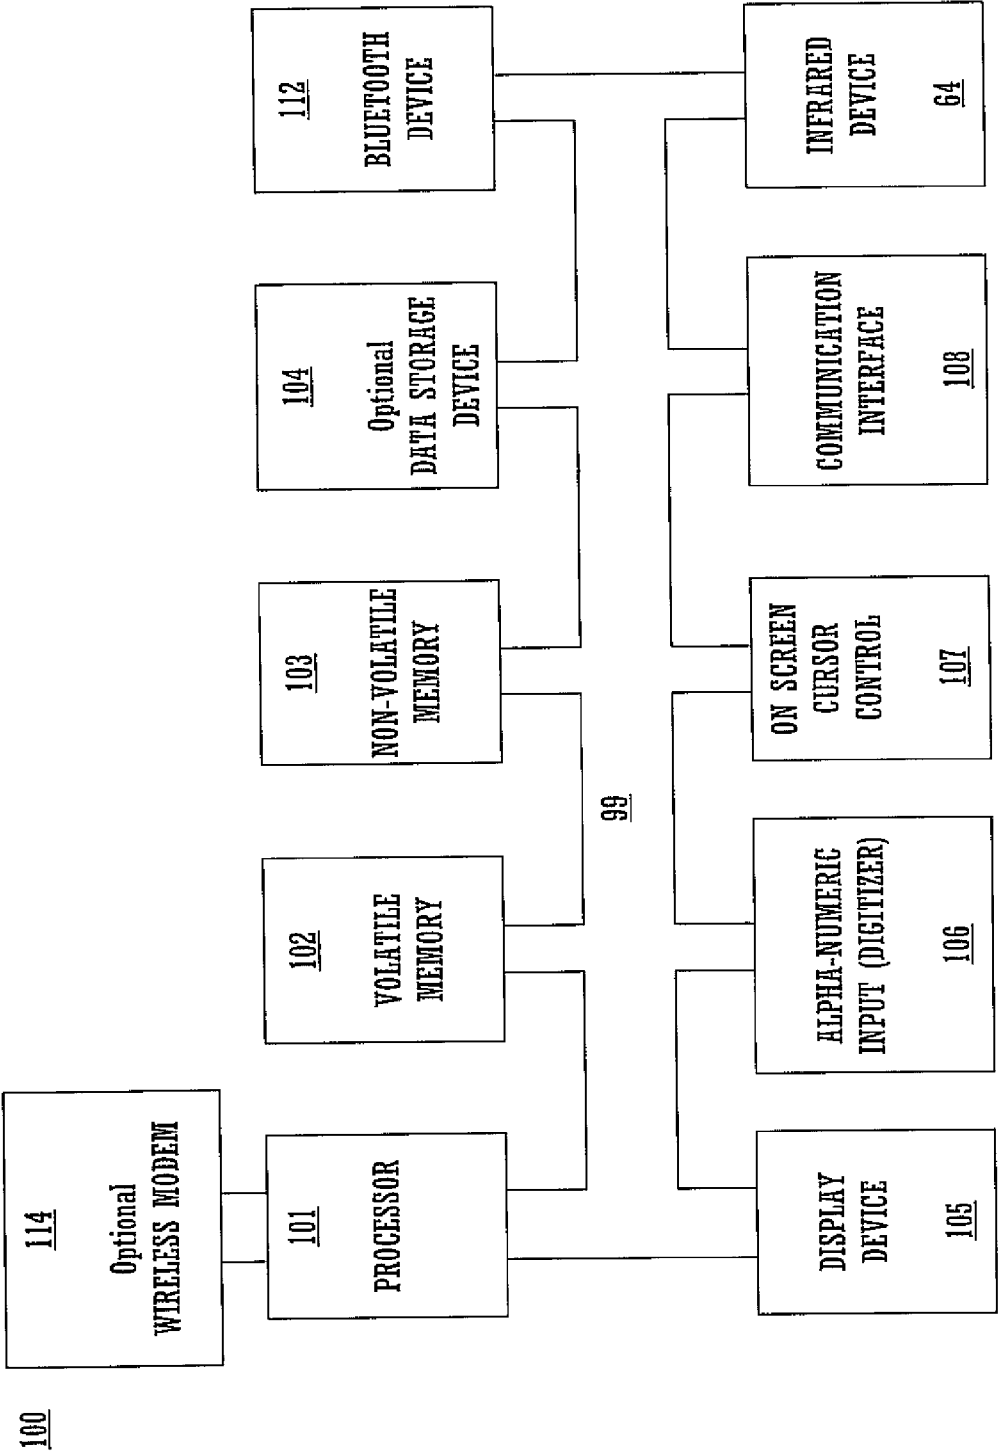 100
114
Optional
WIRELESS MODEM
101
PROCESSOR
102
VOLATILE
MEMORY
103
NON-VOLATILE
MEMORY
104
Optional
DATA STORAGE
DEVICE
112
BLUETOOTH
DEVICE
99
DISPLAY
DEVICE
105
ALPHA-NUMERIC
INPUT (DIGITIZER)
106
ON SCREEN
CURSOR
CONTROL
107
COMMUNICATION
INTERFACE
108
INFRARED
DEVICE
64